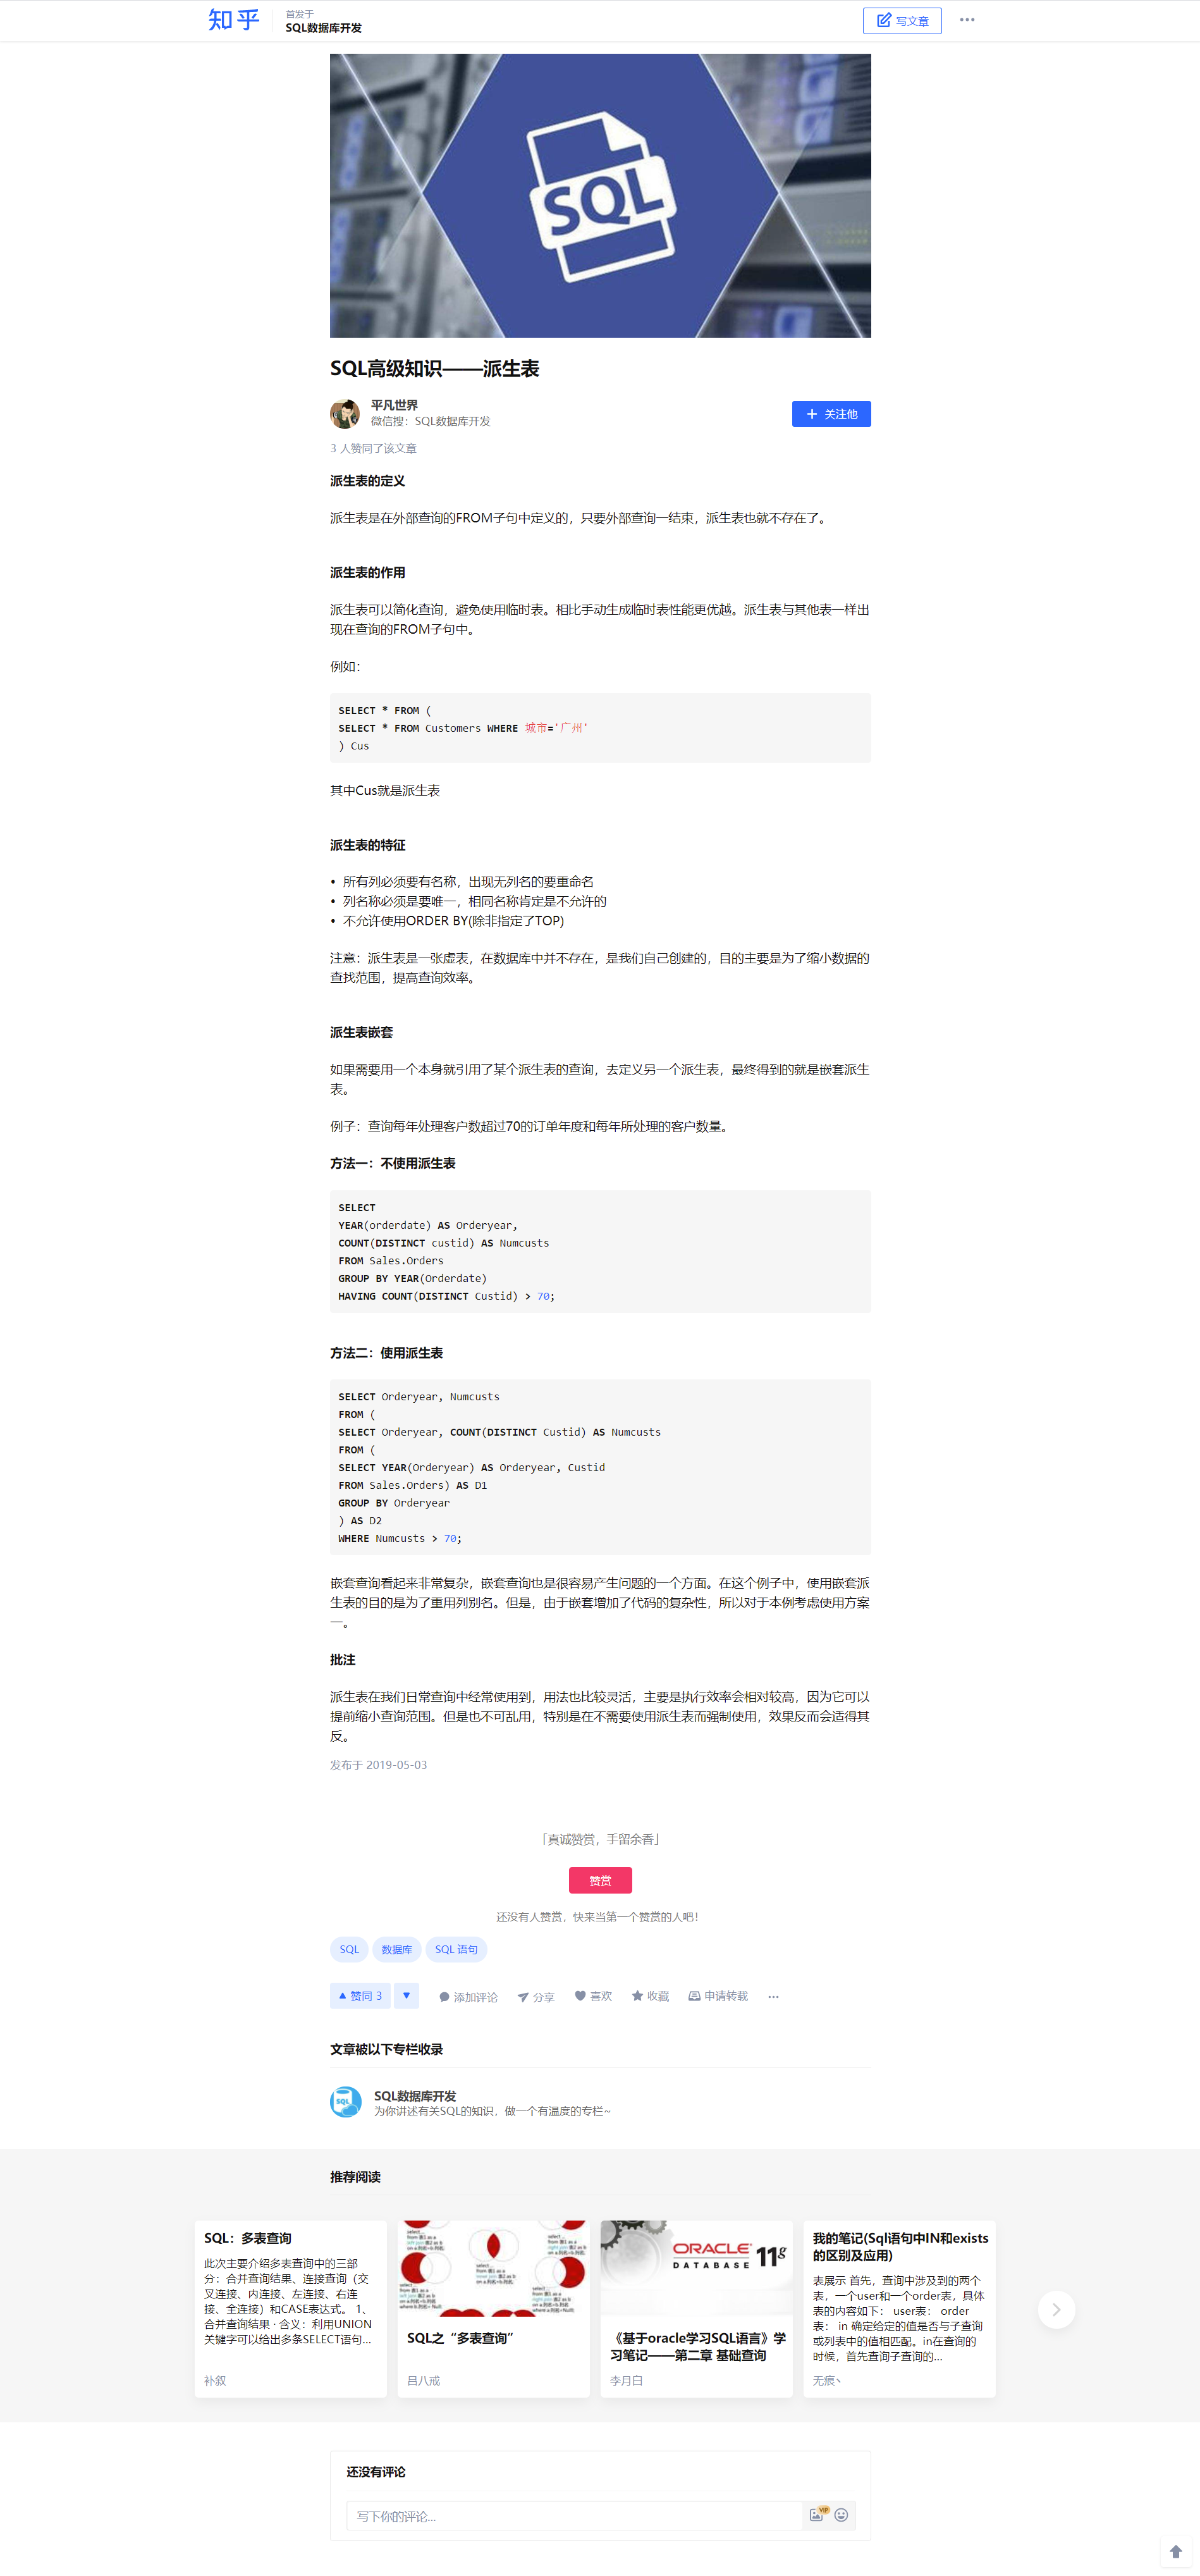 知乎
首发于
SQL数据库开发
写文章
SQL
SQL高级知识——派生表
平凡世界
微信搜：SQL数据库开发
关注他
3 人赞同了该文章
派生表的定义
派生表是在外部查询的FROM子句中定义的，只要外部查询一结束，派生表也就不存在了。
派生表的作用
派生表可以简化查询，避免使用临时表。相比手动生成临时表性能更优越。派生表与其他表一样出
现在查询的FROM子句中。
例如：
SELECT * FROM (
SELECT * FROM Customers WHERE 城市='广州'
) Cus
其中Cus就是派生表
派生表的特征
• 所有列必须要有名称，出现无列名的要重命名
• 列名称必须是要唯一，相同名称肯定是不允许的
• 不允许使用ORDER BY(除非指定了TOP)
注意：派生表是一张虚表，在数据库中并不存在，是我们自己创建的，目的主要是为了缩小数据的
查找范围，提高查询效率。
派生表嵌套
如果需要用一个本身就引用了某个派生表的查询，去定义另一个派生表，最终得到的就是嵌套派生
表。
例子：查询每年处理客户数超过70的订单年度和每年所处理的客户数量。
方法一：不使用派生表
SELECT
YEAR(orderdate) AS Orderyear,
COUNT(DISTINCT custid) AS Numcusts
FROM Sales.Orders
GROUP BY YEAR(Orderdate)
HAVING COUNT(DISTINCT Custid) > 70;
方法二：使用派生表
SELECT Orderyear, Numcusts
FROM (
SELECT Orderyear, COUNT(DISTINCT Custid) AS Numcusts
FROM (
SELECT YEAR(Orderyear) AS Orderyear, Custid
FROM Sales.Orders) AS D1
GROUP BY Orderyear
) AS D2
WHERE Numcusts > 70;
嵌套查询看起来非常复杂，嵌套查询也是很容易产生问题的一个方面。在这个例子中，使用嵌套派
生表的目的是为了重用列别名。但是，由于嵌套增加了代码的复杂性，所以对于本例考虑使用方案
一。
批注
派生表在我们日常查询中经常使用到，用法也比较灵活，主要是执行效率会相对较高，因为它可以
提前缩小查询范围。但是也不可乱用，特别是在不需要使用派生表而强制使用，效果反而会适得其
反。
发布于 2019-05-03
「真诚赞赏，手留余香」
赞赏
还没有人赞赏，快来当第一个赞赏的人吧！
SQL 数据库 SQL 语句
赞同 3 添加评论 分享 喜欢 收藏 申请转载
文章被以下专栏收录
SQL
SQL数据库开发
为你讲述有关SQL的知识，做一个有温度的专栏~
推荐阅读
SQL：多表查询
此次主要介绍多表查询中的三部
分：合并查询结果、连接查询（交
叉连接、内连接、左连接、右连
接、全连接）和CASE表达式。 1、
合并查询结果 · 含义：利用UNION
关键字可以给出多条SELECT语句...
补叙
SQL之“多表查询”
吕八戒
ORACLE
DATABASE 11g
《基于oracle学习SQL语言》学
习笔记——第二章 基础查询
李月白
我的笔记(Sql语句中IN和exists
的区别及应用)
表展示 首先，查询中涉及到的两个
表，一个user和一个order表，具体
表的内容如下： user表： order
表： in 确定给定的值是否与子查询
或列表中的值相匹配。in在查询的
时候，首先查询子查询的...
无痕丶
还没有评论
写下你的评论...
VIP